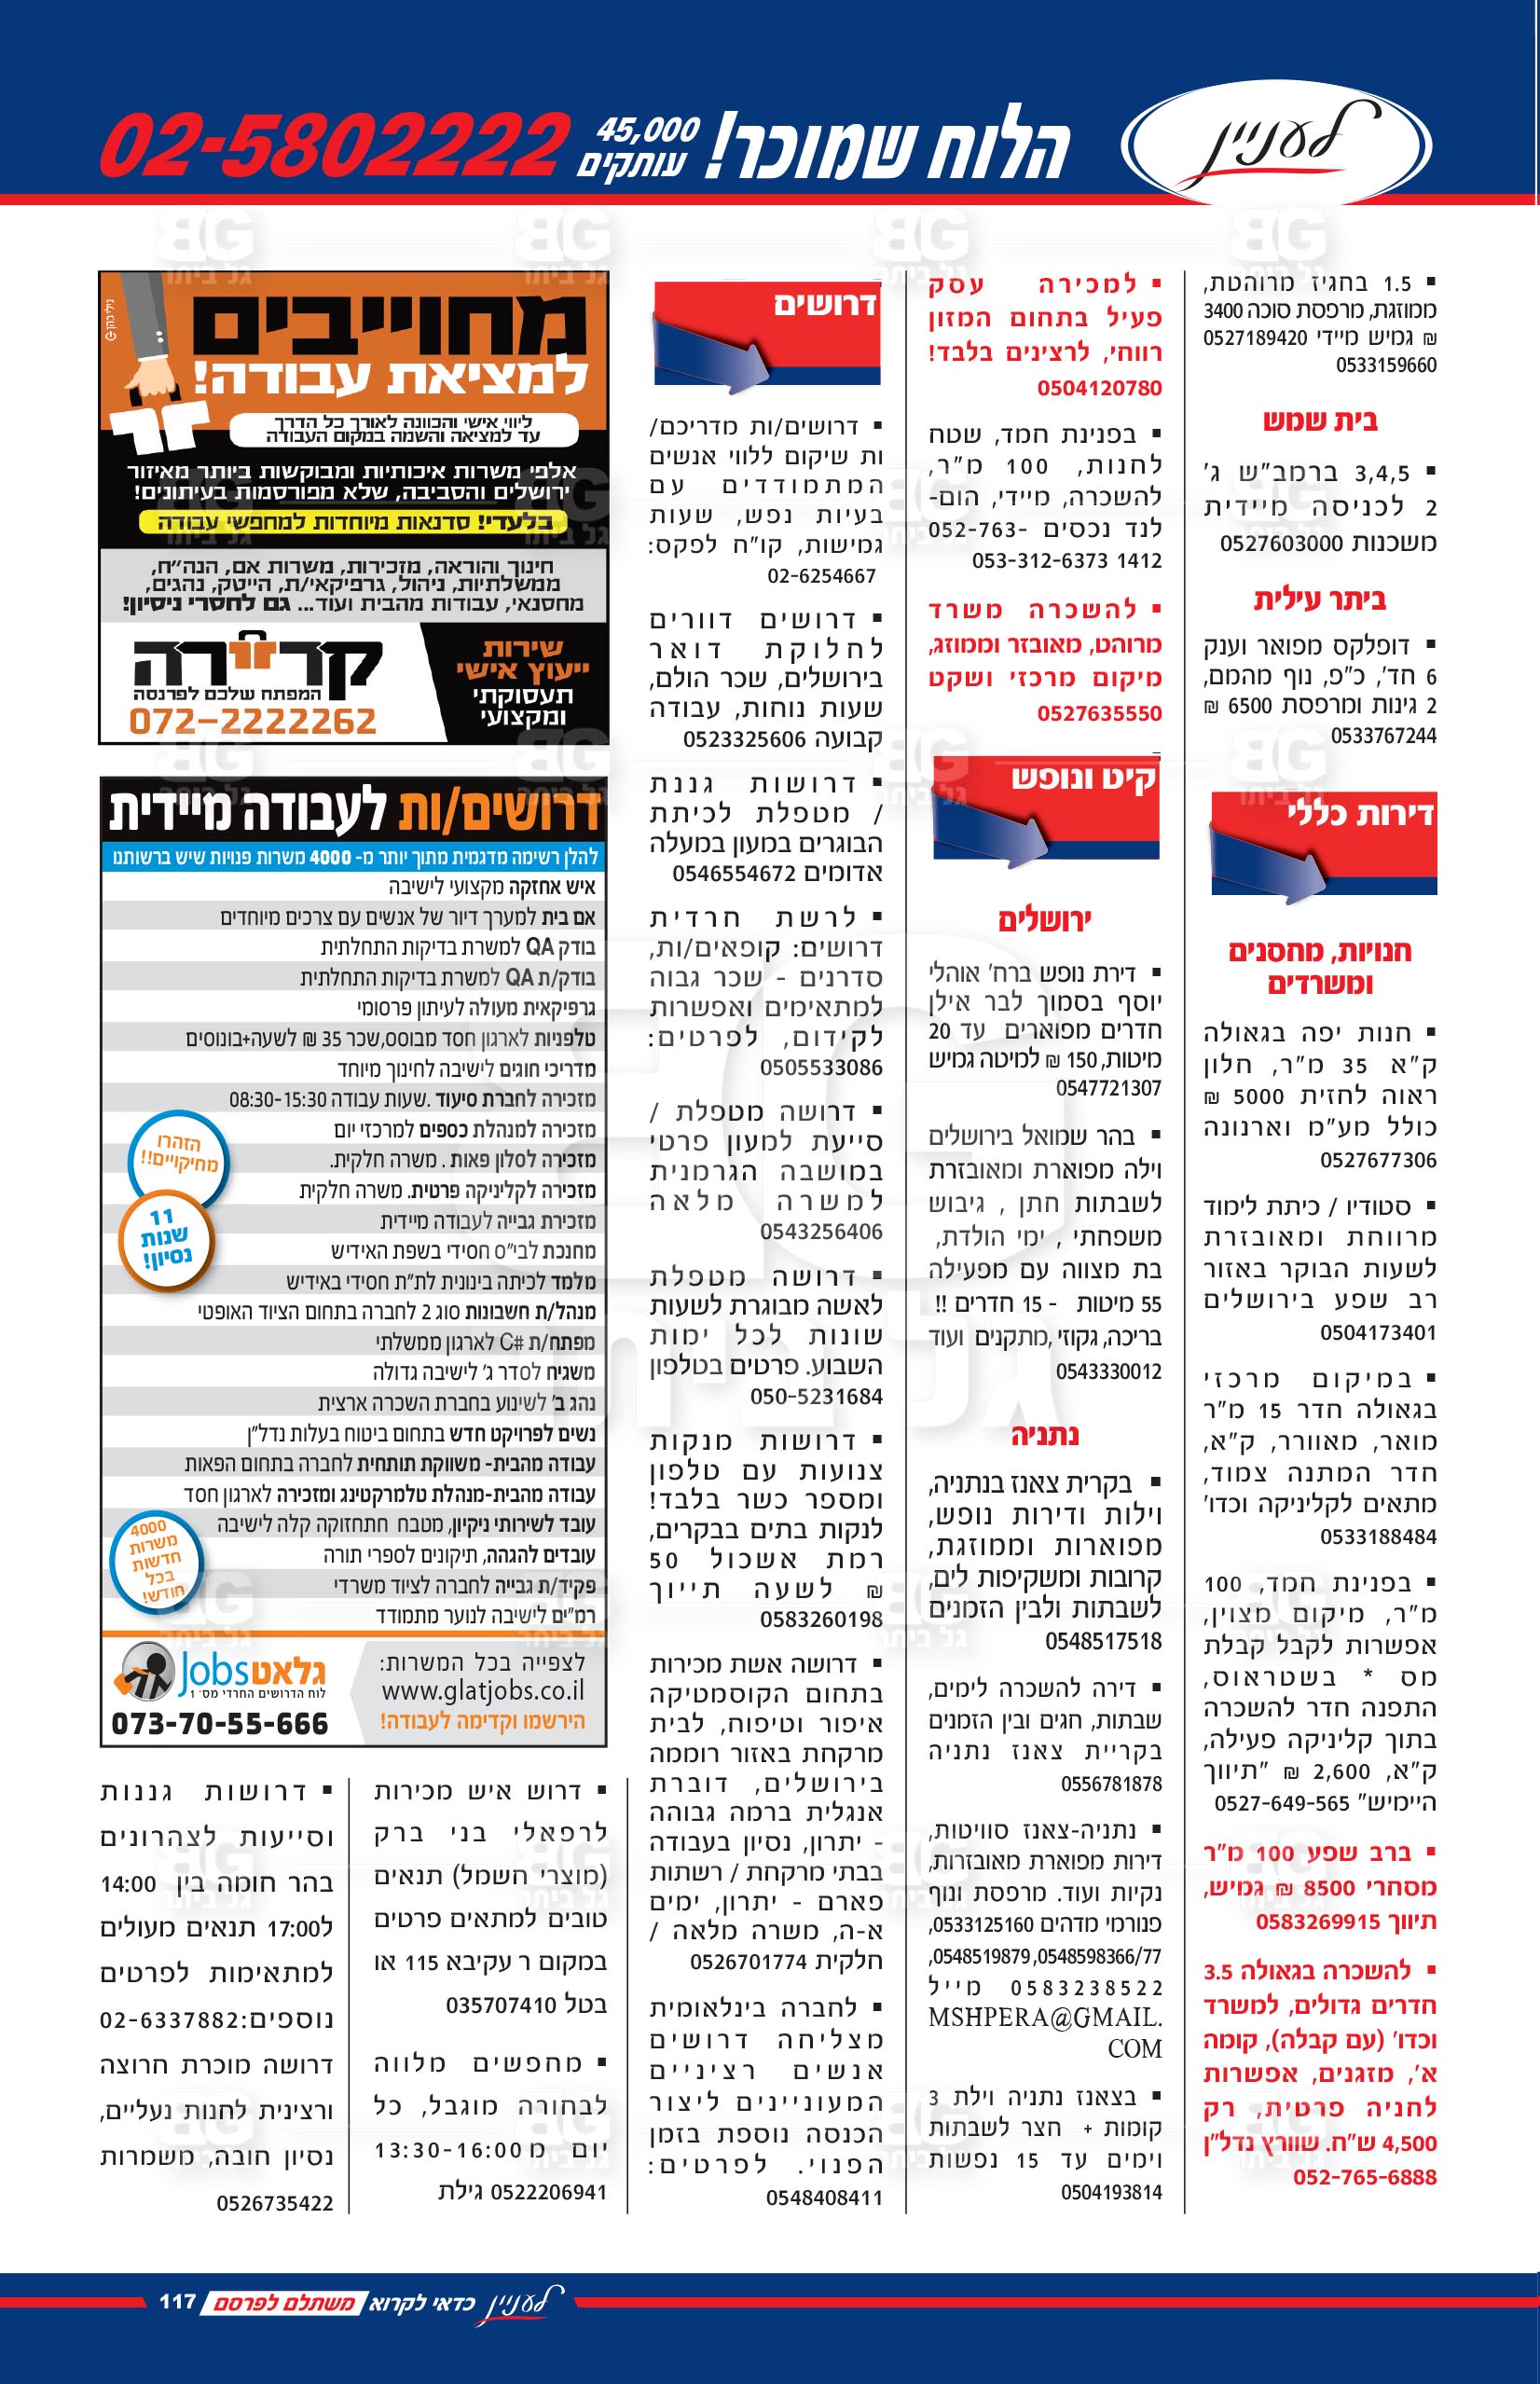 לעניין
הלוח שמוכר!
45,000
עותקים
02-5802222
▪ 1.5 בחגיז מרוהטת,
ממוזגת, מרפסת סוכה 3400
₪ גמיש מיידי 0527189420
0533159660
בית שמש
▪ 3,4,5 ברמב"ש ג'
2 לכניסה מיידית
משכנות 0527603000
ביתר עילית
▪ דופלקס מפואר וענק
6 חד', כ"פ, נוף מהמם,
2 גינות ומרפסת 6500 ₪
0533767244
דירות כללי
חנויות, מחסנים
ומשרדים
▪ חנות יפה בגאולה
ק"א 35 מ"ר, חלון
ראוה לחזית 5000 ₪
כולל מע"מ וארנונה
0527677306
▪ סטודיו / כיתת לימוד
מרווחת ומאובזרת
לשעות הבוקר באזור
רב שפע בירושלים
0504173401
▪ במיקום מרכזי
בגאולה חדר 15 מ"ר
מואר, מאוורר, ק"א,
חדר המתנה צמוד,
מתאים לקליניקה וכדו'
0533188484
▪ בפנינת חמד, 100
מ"ר, מיקום מצוין,
אפשרות לקבל קבלת
מס * בשטראוס,
התפנה חדר להשכרה
בתוך קליניקה פעילה,
ק"א, 2,600 ₪ "תיווך
היימיש" 0527-649-565
▪ ברב שפע 100 מ"ר
מסחרי 8500 ₪ גמיש,
תיווך 0583269915
▪ להשכרה בגאולה 3.5
חדרים גדולים, למשרד
וכדו' (עם קבלה), קומה
א', מזגנים, אפשרות
לחניה פרטית, רק
4,500 ש"ח. שוורץ נדל"ן
052-765-6888
▪ למכירה עסק
פעיל בתחום המזון
רווחי, לרצינים בלבד!
0504120780
▪ בפנינת חמד, שטח
לחנות, 100 מ"ר,
להשכרה, מיידי, הום-
לנד נכסים 052-763-
1412 053-312-6373
▪ להשכרה משרד
מרוהט, מאובזר וממוזג,
מיקום מרכזי ושקט
0527635550
קיט ונופש
ירושלים
▪ דירת נופש ברח' אוהלי
יוסף בסמוך לבר אילן
חדרים מפוארים עד 20
מיטות, 150 ₪ למיטה גמיש
0547721307
▪ בהר שמואל בירושלים
וילה מפוארת ומאובזרת
לשבתות חתן , גיבוש
משפחתי , ימי הולדת,
בת מצווה עם מפעילה
55 מיטות - 15 חדרים !!
בריכה, גקוזי ,מתקנים ועוד
0543330012
נתניה
▪ בקרית צאנז בנתניה,
וילות ודירות נופש,
מפוארות וממוזגת,
קרובות ומשקיפות לים,
לשבתות ולבין הזמנים
0548517518
▪ דירה להשכרה לימים,
שבתות, חגים ובין הזמנים
בקריית צאנז נתניה
0556781878
▪ נתניה-צאנז סוויטות,
דירות מפוארת מאובזרות,
נקיות ועוד. מרפסת ונוף
פנורמי מדהים 0533125160,
0548598366/77, 0548519879,
0583238522 מייל
MSHPERA@GMAIL.
COM
▪ בצאנז נתניה וילת 3
קומות + חצר לשבתות
וימים עד 15 נפשות
0504193814
דרושים
▪ דרושים/ות מדריכם/
ות שיקום ללווי אנשים
המתמודדים עם
בעיות נפש, שעות
גמישות, קו"ח לפקס:
02-6254667
▪ דרושים דוורים
לחלוקת דואר
בירושלים, שכר הולם,
שעות נוחות, עבודה
קבועה 0523325606
▪ דרושות גננת
/ מטפלת לכיתת
הבוגרים במעון במעלה
אדומים 0546554672
▪ לרשת חרדית
דרושים: קופאים/ות,
סדרנים - שכר גבוה
למתאימים ואפשרות
לקידום, לפרטים:
0505533086
▪ דרושה מטפלת /
סייעת למעון פרטי
במושבה הגרמנית
למשרה מלאה
0543256406
▪ דרושה מטפלת
לאשה מבוגרת לשעות
שונות לכל ימות
השבוע. פרטים בטלפון
050-5231684
▪ דרושות מנקות
צנועות עם טלפון
ומספר כשר בלבד!
לנקות בתים בבקרים,
רמת אשכול 50
₪ לשעה תייוך
0583260198
▪ דרושה אשת מכירות
בתחום הקוסמטיקה
איפור וטיפוח, לבית
מרקחת באזור רוממה
בירושלים, דוברת
אנגלית ברמה גבוהה
- יתרון, נסיון בעבודה
בבתי מרקחת / רשתות
פארם - יתרון, ימים
א-ה, משרה מלאה /
חלקית 0526701774
▪ לחברה בינלאומית
מצליחה דרושים
אנשים רציניים
המעוניינים ליצור
הכנסה נוספת בזמן
הפנוי. לפרטים:
0548408411
מחוייבים
למציאת עבודה!
ליווי אישי והכוונה לאורך כל הדרך
עד למציאה והשמה במקום העבודה
אלפי משרות איכותיות ומבוקשות ביותר מאיזור
ירושלים והסביבה, שלא מפורסמות בעיתונים!
בלעדי! סדנאות מיוחדות למחפשי עבודה
חינוך והוראה, מזכירות, משרות אם, הנה"ח,
ממשלתיות, ניהול, גרפיקאי/ת, הייטק, נהגים,
מחסנאי, עבודות מהבית ועוד... גם לחסרי ניסיון!
שירות
ייעוץ אישי
תעסוקתי
ומקצועי
קריירה
המפתח שלכם לפרנסה
072-2222262
דרושים/ות לעבודה מיידית
להלן רשימה מדגמית מתוך יותר מ- 4000 משרות פנויות שיש ברשותנו
איש אחזקה מקצועי לישיבה
אם בית למערך דיור של אנשים עם צרכים מיוחדים
בודק QA למשרת בדיקות התחלתית
בודק/ת QA למשרת בדיקות התחלתית
גרפיקאית מעולה לעיתון פרסומי
טלפניות לארגון חסד מבוסס,שכר 35 ₪ לשעה+בונוסים
מדריכי חוגים לישיבה לחינוך מיוחד
מזכירה לחברת סיעוד .שעות עבודה 08:30-15:30
מזכירה למנהלת כספים למרכזי יום
מזכירה לסלון פאות . משרה חלקית.
מזכירה לקליניקה פרטית. משרה חלקית
מזכירת גבייה לעבודה מיידית
מחנכת לבי"ס חסידי בשפת האידיש
מלמד לכיתה בינונית לת"ת חסידי באידיש
מנהל/ת חשבונות סוג 2 לחברה בתחום הציוד האופטי
מפתח/ת C# לארגון ממשלתי
משגיח לסדר ג' לישיבה גדולה
נהג ב' לשינוע בחברת השכרה ארצית
נשים לפרויקט חדש בתחום ביטוח בעלות נדל"ן
עבודה מהבית- משווקת תותחית לחברה בתחום הפאות
עבודה מהבית-מנהלת טלמרקטינג ומזכירה לארגון חסד
עובד לשירותי ניקיון, מטבח חתחזוקה קלה לישיבה
עובדים להגהה, תיקונים לספרי תורה
פקיד/ת גבייה לחברה לציוד משרדי
רמ"ים לישיבה לנוער מתמודד
הזהרו
מחיקויים!!
11
שנות
נסיון!
4000
משרות
חדשות
בכל
חודש!
לצפייה בכל המשרות:
www.glatjobs.co.il
הירשמו וקדימה לעבודה!
גלאטJobs
לוח הדרושים החרדי מס' 1
073-70-55-666
▪ דרוש איש מכירות
לרפאלי בני ברק
(מוצרי חשמל) תנאים
טובים למתאים פרטים
במקום ר עקיבא 115 או
בטל 035707410
▪ מחפשים מלווה
לבחורה מוגבל, כל
יום מ13:30-16:00
0522206941 גילת
▪ דרושות גננות
וסייעות לצהרונים
בהר חומה בין 14:00
ל17:00 תנאים מעולים
למתאימות לפרטים
נוספים:02-6337882
דרושה מוכרת חרוצה
ורצינית לחנות נעליים,
נסיון חובה, משמרות
0526735422
לעניין כדאי לקרוא משתלם לפרסם 117